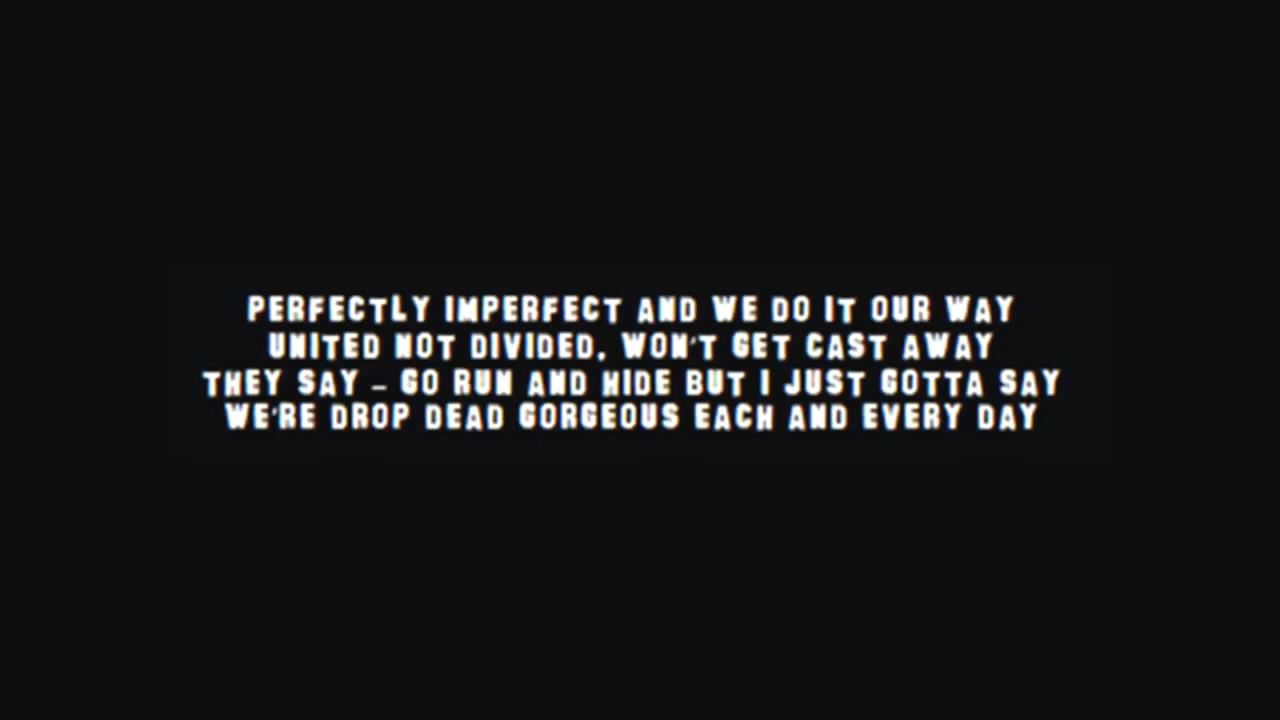 PERFECTLY IMPERFECT AND WE DO IT OUR WAY
UNITED NOT DIVIDED, WON'T GET CAST AWAY
THEY SAY – GO RUN AND HIDE BUT I JUST GOTTA SAY
WE'RE DROP DEAD GORGEOUS EACH AND EVERY DAY